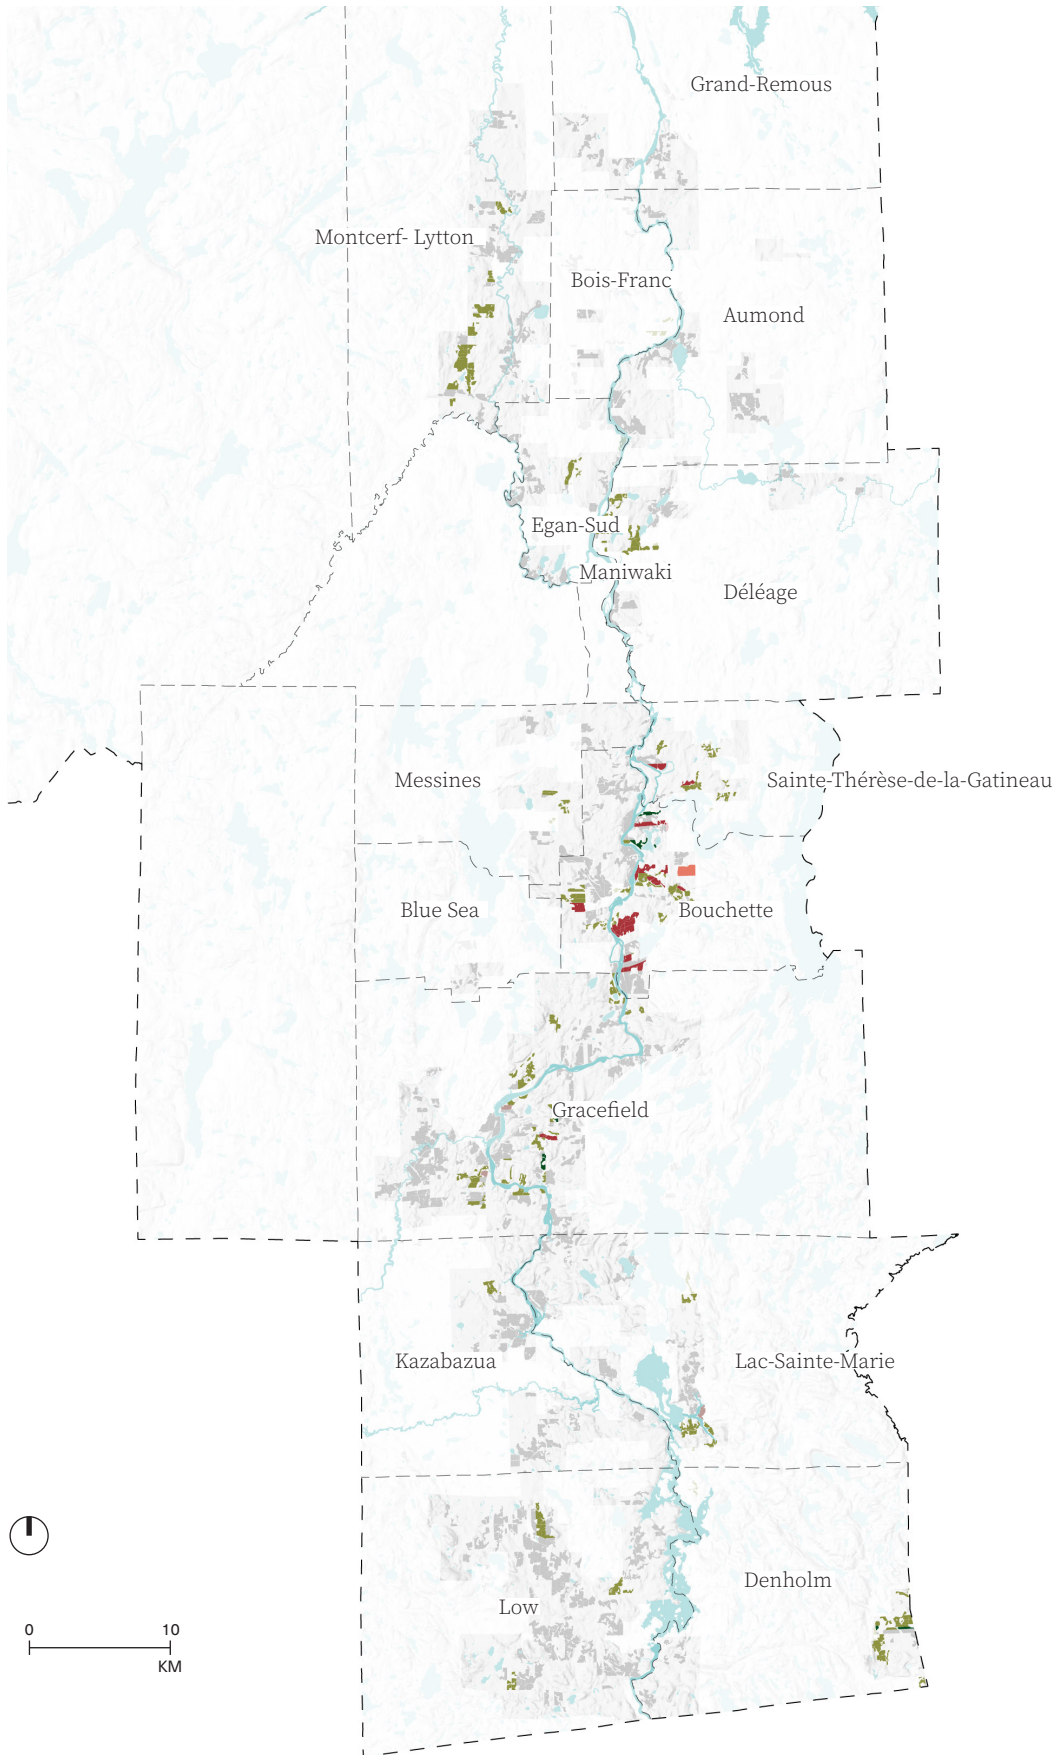 Grand-Remous
Montcerf- Lytton
Bois-Franc
Aumond
Egan-Sud
Maniwaki
Déléage
Messines
Sainte-Thérèse-de-la-Gatineau
Blue Sea
Bouchette
Gracefield
Kazabazua
Lac-Sainte-Marie
Denholm
Low
0 10
KM